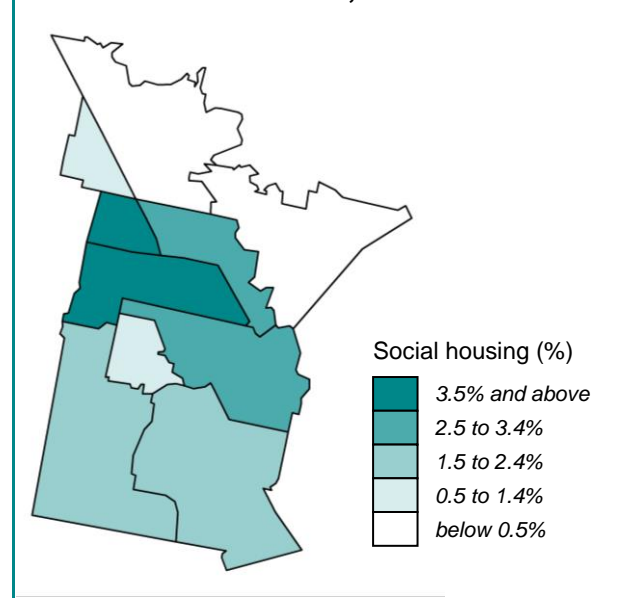 Social housing (%)
3.5% and above
2.5 to 3.4%
1.5 to 2.4%
0.5 to 1.4%
below 0.5%